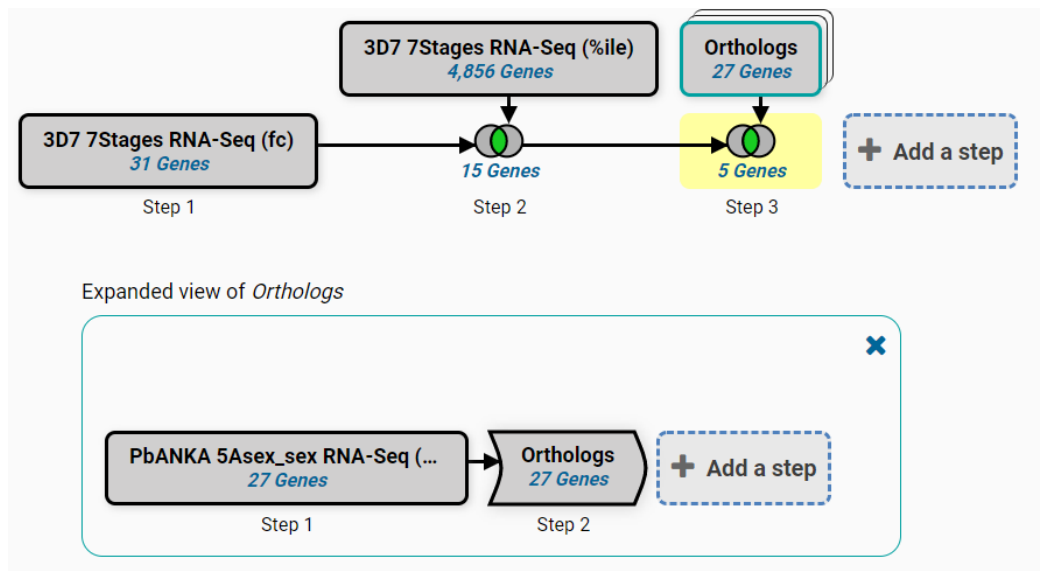 3D7 7Stages RNA-Seq (%ile)
4,856 Genes
Orthologs
27 Genes
3D7 7Stages RNA-Seq (fc)
31 Genes
15 Genes
5 Genes
Add a step
Step 1
Step 2
Step 3
Expanded view of Orthologs
PbANKA 5Asex_sex RNA-Seq (...
27 Genes
Orthologs
27 Genes
Add a step
Step 1
Step 2